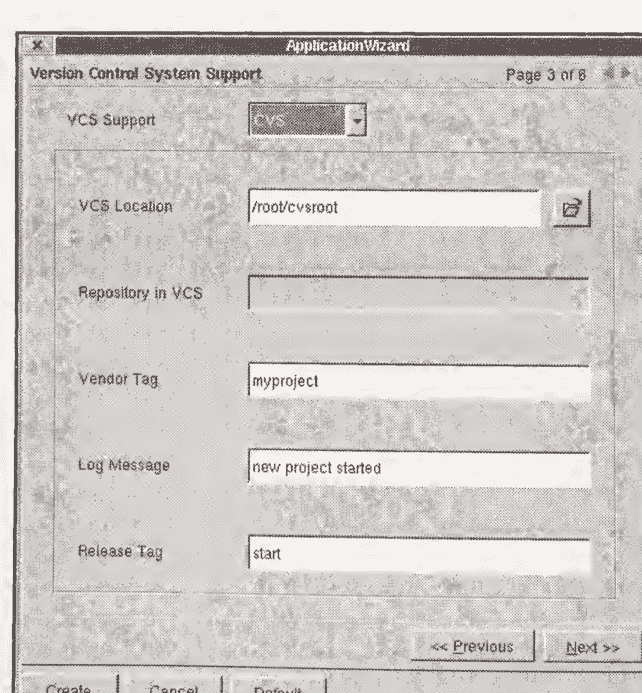 ApplicationWizard
Version Control System Support Page 3 of 6
VCS Support CVS
VCS Location /root/cvsroot
Repository in VCS
Vendor Tag myproject
Log Message new project started
Release Tag start
<< Previous Next >>
Create Cancel Default